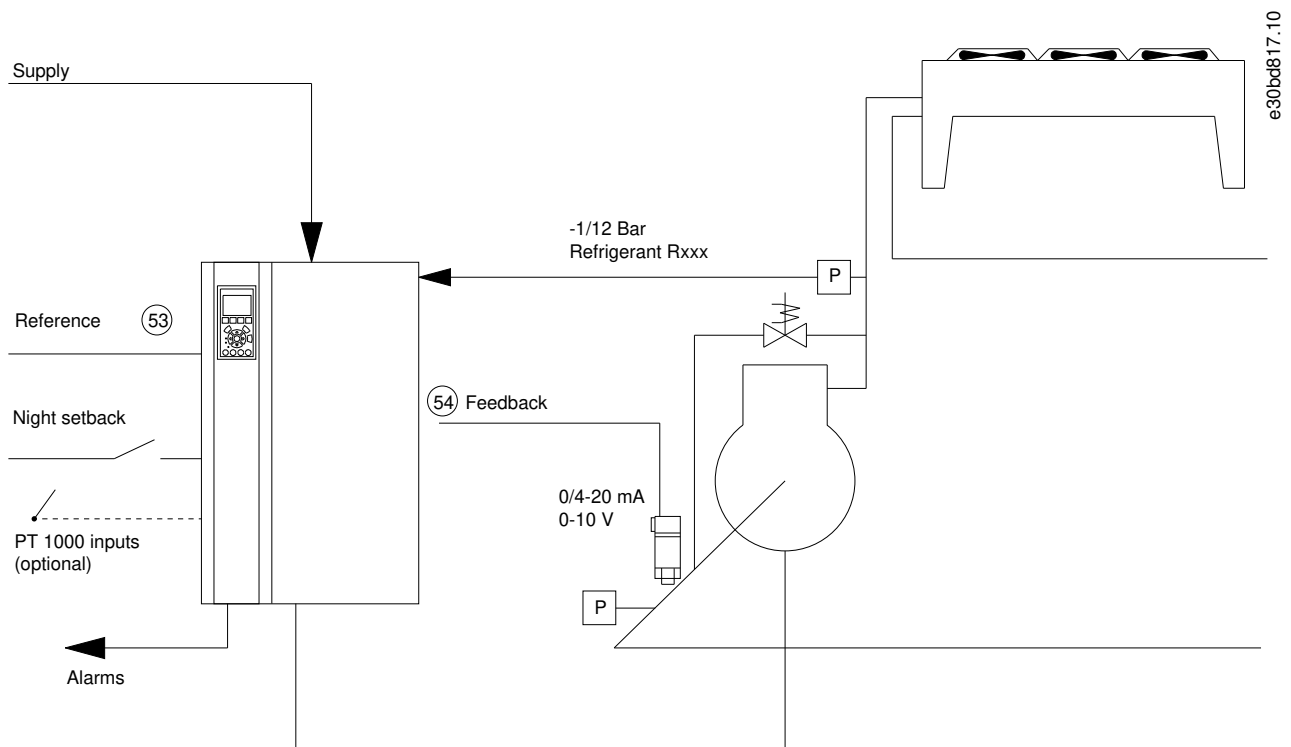 Supply
e30bd817.10
-1/12 Bar
Refrigerant Rxxx
P
Reference 53
54 Feedback
Night setback
0/4-20 mA
0-10 V
PT 1000 inputs
(optional)
P
Alarms